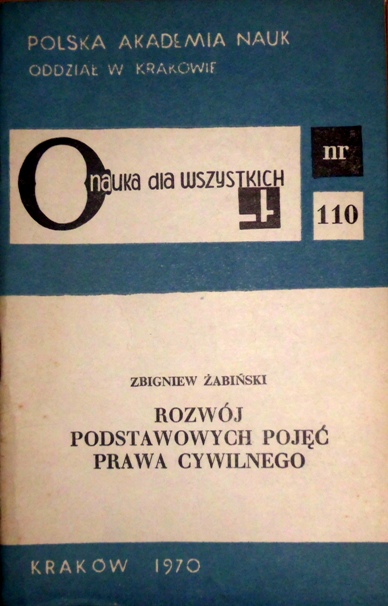 POLSKA AKADEMIA NAUK
ODDZIAŁ W KRAKOWIE
nauka dla wszystkich
nr
110
ZBIGNIEW ŻABIŃSKI
ROZWÓJ
PODSTAWOWYCH POJĘĆ
PRAWA CYWILNEGO
KRAKÓW 1970